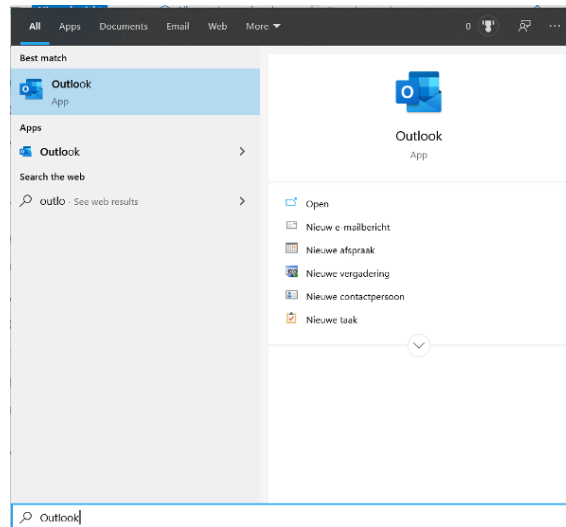 All Apps Documents Email Web More 0 ...
Best match
Outlook
App
Apps
Outlook
Search the web
outlo - See web results
Outlook
App
Open
Nieuw e-mailbericht
Nieuwe afspraak
Nieuwe vergadering
Nieuwe contactpersoon
Nieuwe taak
Outlook